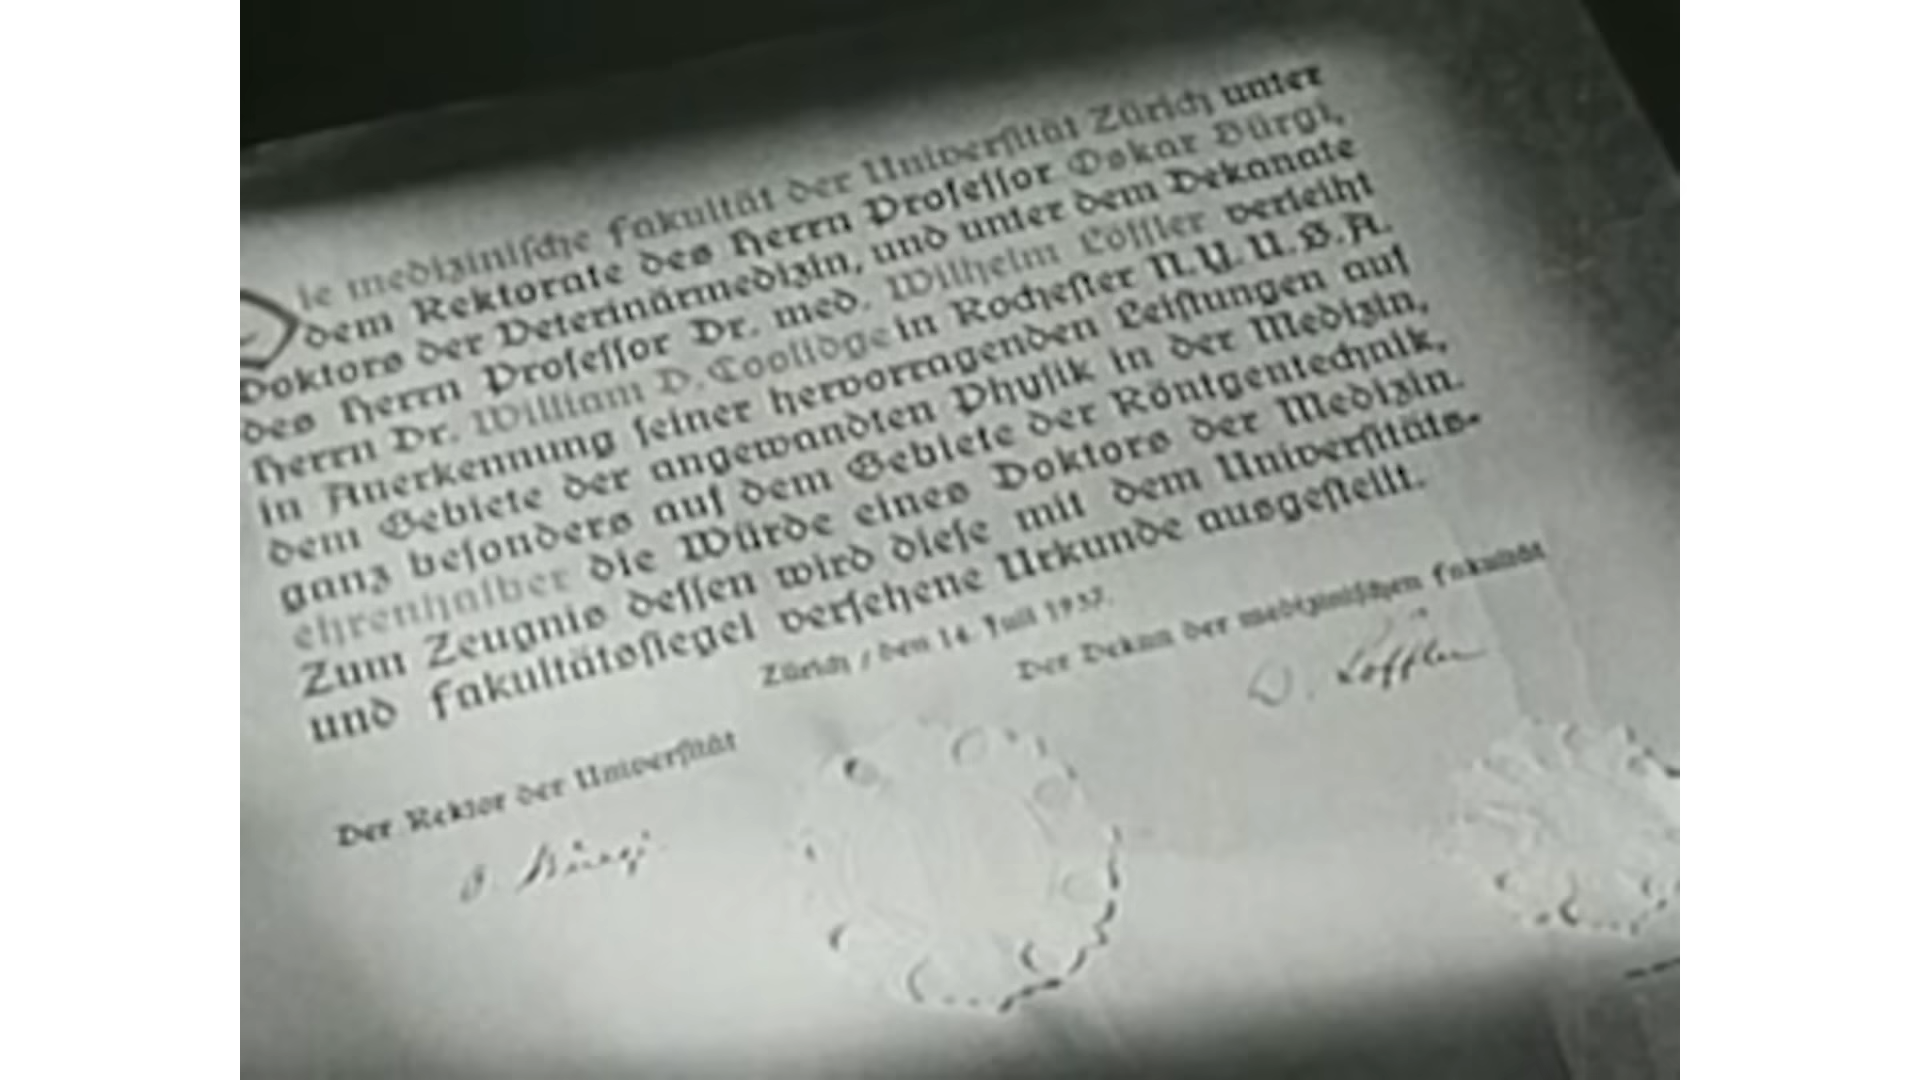 Die medizinische Fakultät der Universität Zürich unter
dem Rektorate des Herrn Professor Oskar Bürgi,
Doktors der Veterinärmedizin, und unter dem Dekanate
des Herrn Professor Dr. med. Wilhelm Löffler verleiht
Herrn Dr. William D. Coolidge in Rochester N.Y. U.S.A.
in Anerkennung seiner hervorragenden Leistungen auf
dem Gebiete der angewandten Physik in der Medizin,
ganz besonders auf dem Gebiete der Röntgentechnik,
ehrenhalber die Würde eines Doktors der Medizin.
Zum Zeugnis dessen wird diese mit dem Universitäts-
und Fakultätssiegel versehene Urkunde ausgestellt.
Zürich / den 14. Juli 1937.
Der Dekan der medizinischen Fakultät
W. Löffler
Der Rektor der Universität
O. Bürgi